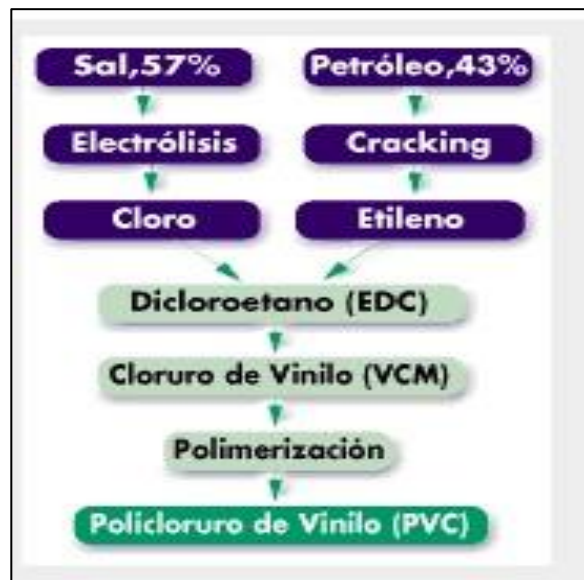 Sal,57%
Petróleo,43%
Electrólisis
Cracking
Cloro
Etileno
Dicloroetano (EDC)
Cloruro de Vinilo (VCM)
Polimerización
Policloruro de Vinilo (PVC)